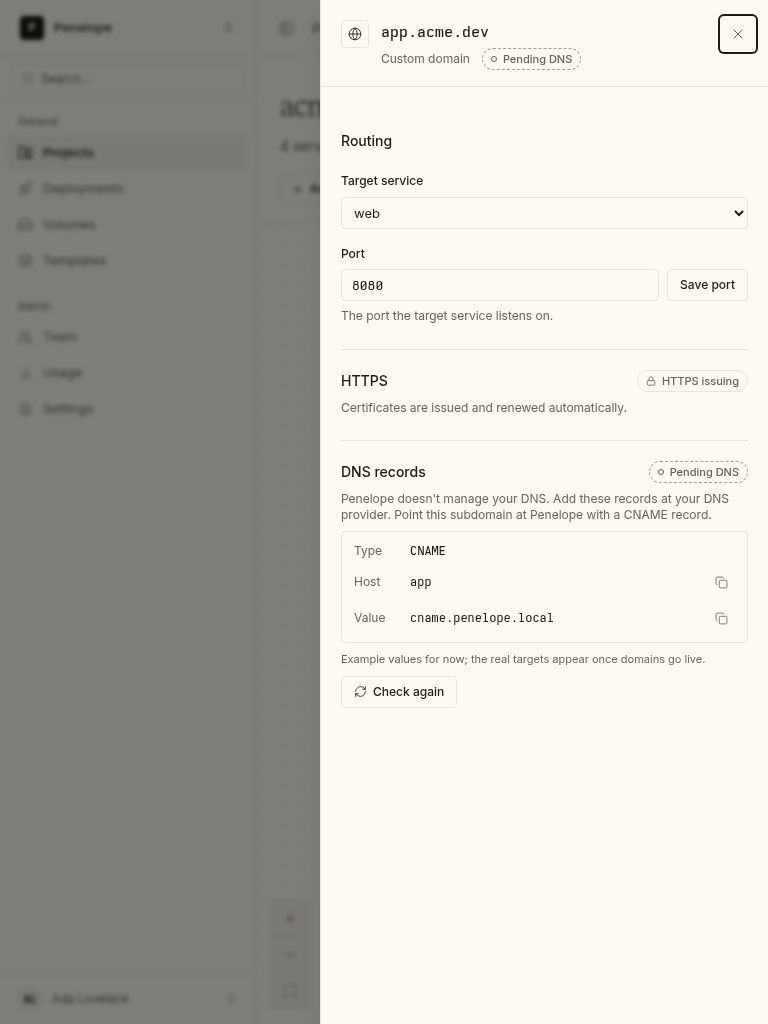 Penelope
Search...
General
Projects
Deployments
Volumes
Templates
Admin
Team
Usage
Settings
AL Ada Lovelace
app.acme.dev
Custom domain Pending DNS
Routing
Target service
web
Port
8080 Save port
The port the target service listens on.
HTTPS HTTPS issuing
Certificates are issued and renewed automatically.
DNS records Pending DNS
Penelope doesn't manage your DNS. Add these records at your DNS
provider. Point this subdomain at Penelope with a CNAME record.
Type CNAME
Host app
Value cname.penelope.local
Example values for now; the real targets appear once domains go live.
Check again